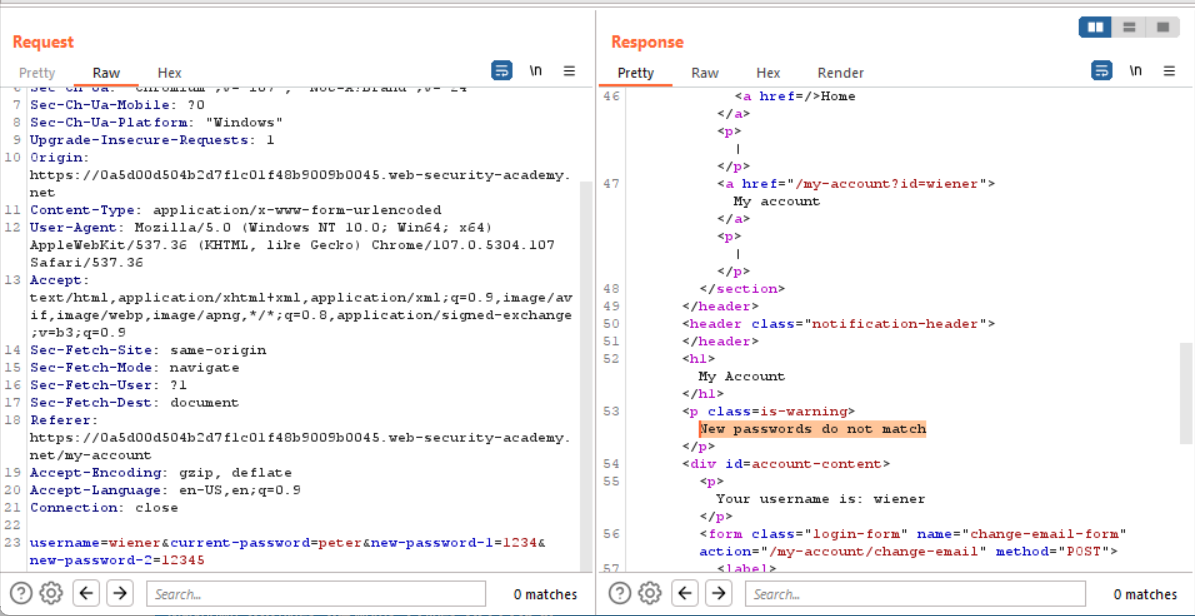 Request
Pretty Raw Hex \n
7 Sec-Ch-Ua-Mobile: ?0
8 Sec-Ch-Ua-Platform: "Windows"
9 Upgrade-Insecure-Requests: 1
10 Origin:
https://0a5d00d504b2d7f1c01f48b9009b0045.web-security-academy.
net
11 Content-Type: application/x-www-form-urlencoded
12 User-Agent: Mozilla/5.0 (Windows NT 10.0; Win64; x64)
AppleWebKit/537.36 (KHTML, like Gecko) Chrome/107.0.5304.107
Safari/537.36
13 Accept:
text/html,application/xhtml+xml,application/xml;q=0.9,image/av
if,image/webp,image/apng,*/*;q=0.8,application/signed-exchange
;v=b3;q=0.9
14 Sec-Fetch-Site: same-origin
15 Sec-Fetch-Mode: navigate
16 Sec-Fetch-User: ?1
17 Sec-Fetch-Dest: document
18 Referer:
https://0a5d00d504b2d7f1c01f48b9009b0045.web-security-academy.
net/my-account
19 Accept-Encoding: gzip, deflate
20 Accept-Language: en-US,en;q=0.9
21 Connection: close
22
23 username=wiener&current-password=peter&new-password-1=1234&
new-password-2=12345
Search...
0 matches
Response
Pretty Raw Hex Render \n
46 <a href=/>Home
</a>
<p>
|
</p>
47 <a href="/my-account?id=wiener">
My account
</a>
<p>
|
</p>
48 </section>
49 </header>
50 <header class="notification-header">
51 </header>
52 <h1>
My Account
</h1>
53 <p class=is-warning>
New passwords do not match
</p>
54 <div id=account-content>
55 <p>
Your username is: wiener
</p>
56 <form class="login-form" name="change-email-form"
action="/my-account/change-email" method="POST">
57 <label>
Search...
0 matches